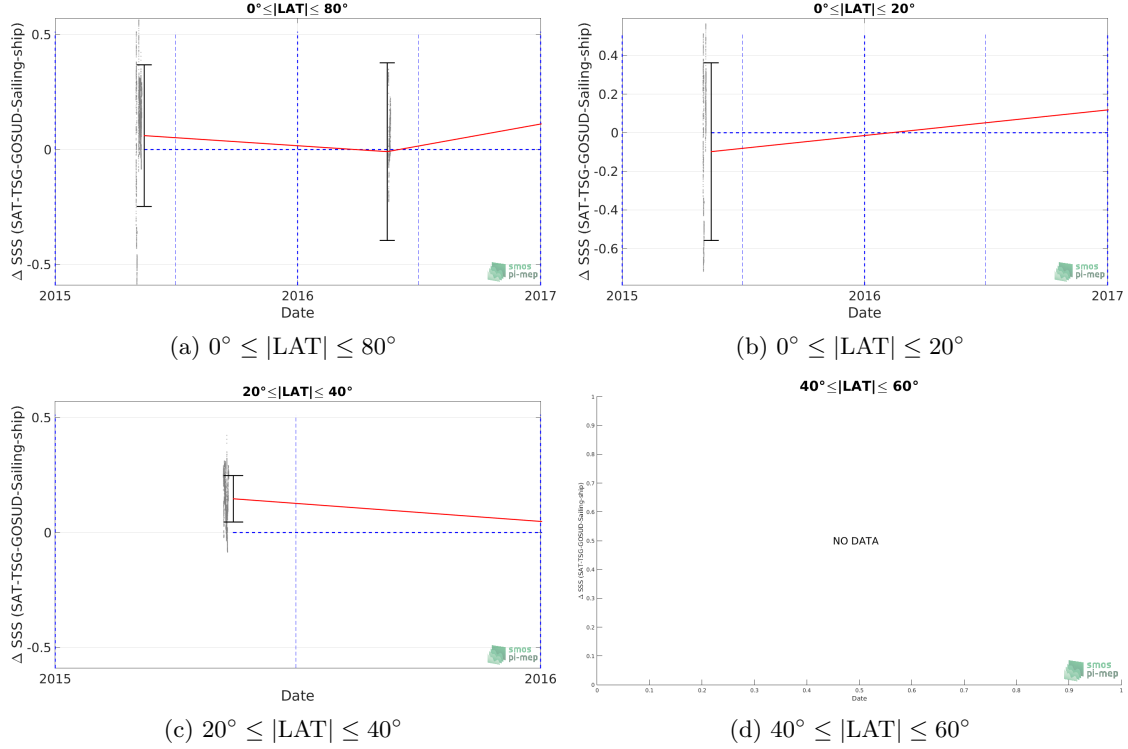 0°≤|LAT|≤ 80°
Δ SSS (SAT-TSG-GOSUD-Sailing-ship)
0.5
0
-0.5
2015
2016
2017
Date
smos
pi-mep
(a) 0° ≤ |LAT| ≤ 80°
0°≤|LAT|≤ 20°
Δ SSS (SAT-TSG-GOSUD-Sailing-ship)
0.4
0.2
0
-0.2
-0.4
-0.6
2015
2016
2017
Date
smos
pi-mep
(b) 0° ≤ |LAT| ≤ 20°
20°≤|LAT|≤ 40°
Δ SSS (SAT-TSG-GOSUD-Sailing-ship)
0.5
0
-0.5
2015
2016
Date
smos
pi-mep
(c) 20° ≤ |LAT| ≤ 40°
40°≤|LAT|≤ 60°
Δ SSS (SAT-TSG-GOSUD-Sailing-ship)
1
0.9
0.8
0.7
0.6
0.5
0.4
0.3
0.2
0.1
0
NO DATA
0
0.1
0.2
0.3
0.4
0.5
0.6
0.7
0.8
0.9
1
Date
smos
pi-mep
(d) 40° ≤ |LAT| ≤ 60°